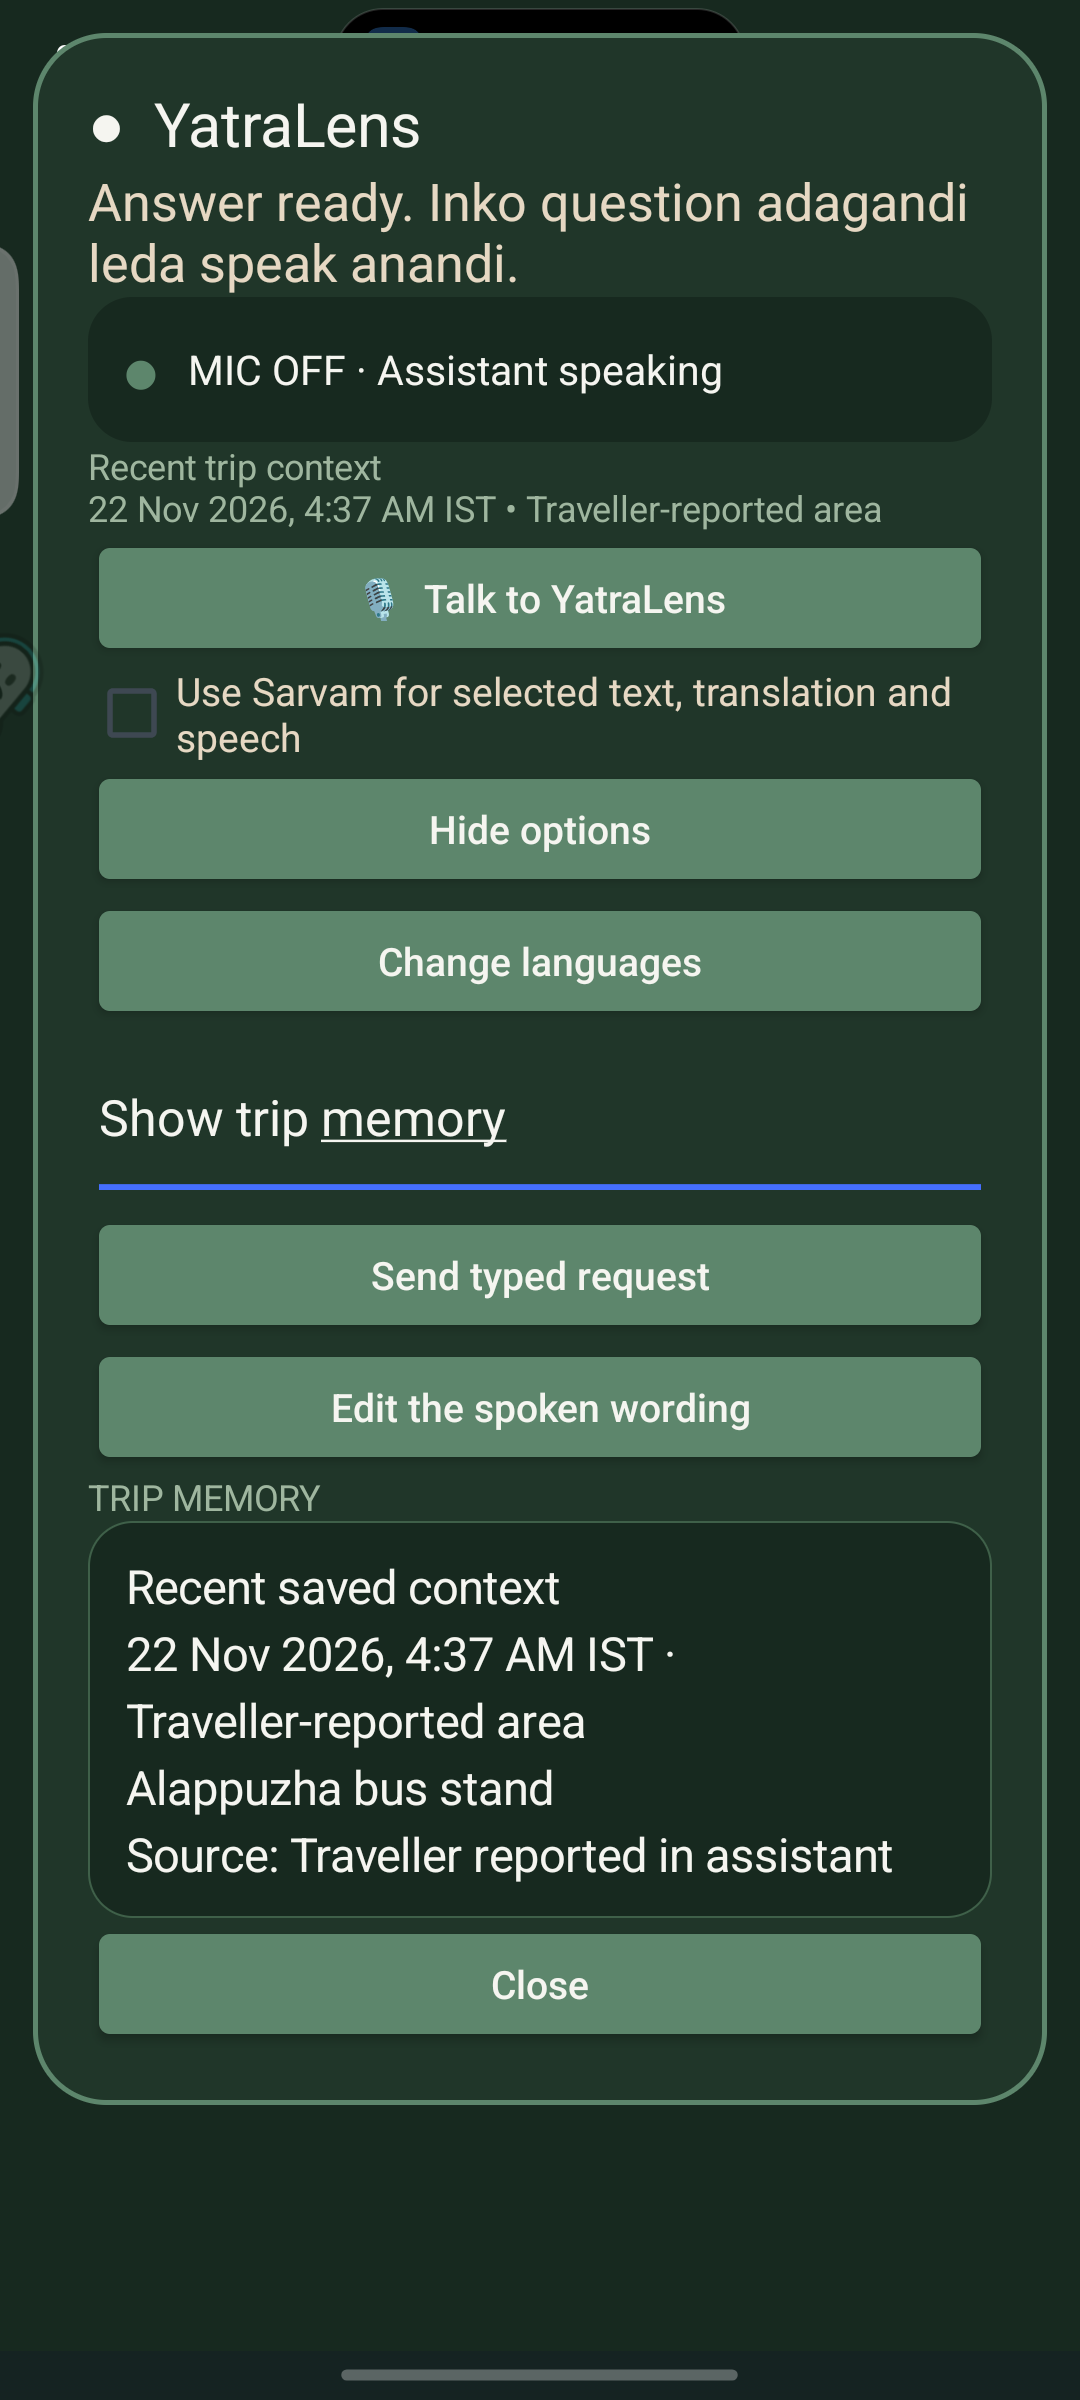 YatraLens
Answer ready. Inko question adagandi
leda speak anandi.
MIC OFF · Assistant speaking
Recent trip context
22 Nov 2026, 4:37 AM IST • Traveller-reported area
Talk to YatraLens
Use Sarvam for selected text, translation and
speech
Hide options
Change languages
Show trip memory
Send typed request
Edit the spoken wording
TRIP MEMORY
Recent saved context
22 Nov 2026, 4:37 AM IST ·
Traveller-reported area
Alappuzha bus stand
Source: Traveller reported in assistant
Close